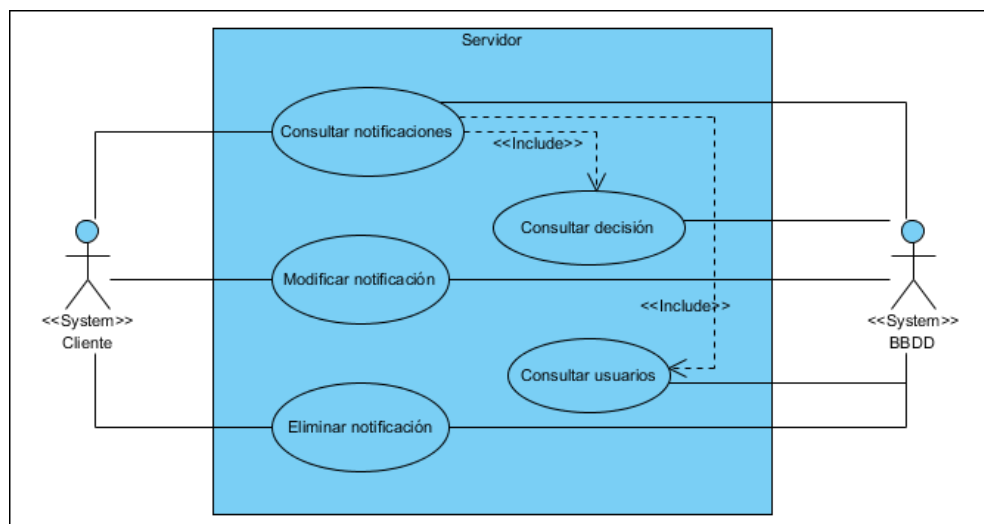 Servidor
Consultar notificaciones
<<Include>>
Consultar decisión
Modificar notificación
<<Include>>
<<System>>
Cliente
<<System>>
BBDD
Consultar usuarios
Eliminar notificación